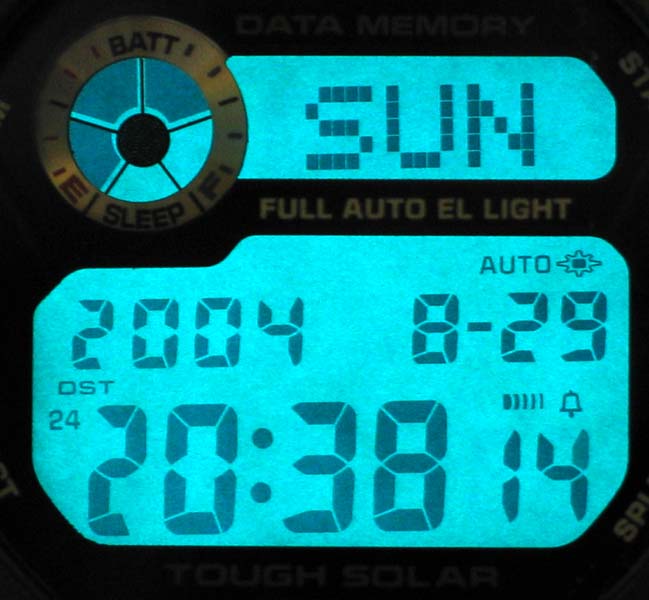 DATA MEMORY
BATT
SUN
E SLEEP F
FULL AUTO EL LIGHT
AUTO
2004 8-29
DST
24 20:38 14
TOUGH SOLAR